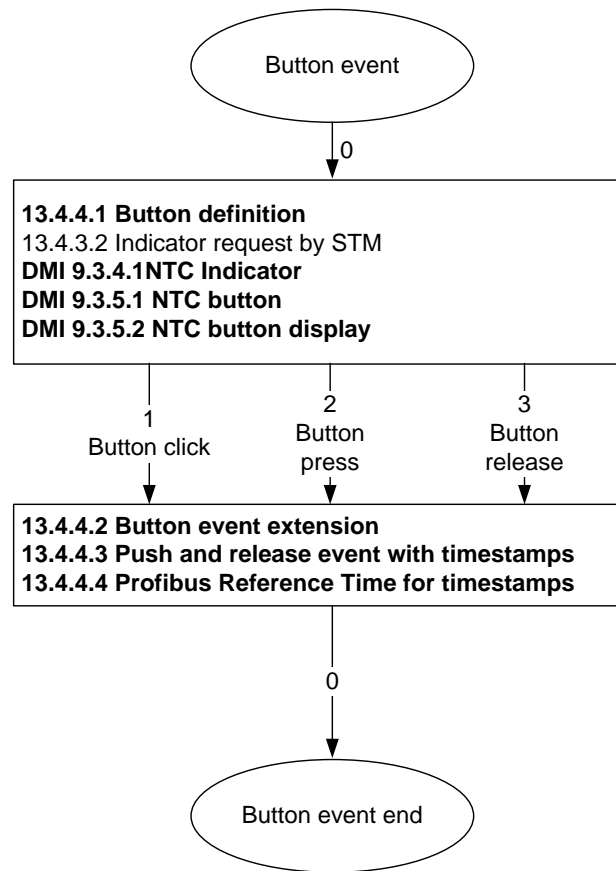 Button event
0
13.4.4.1 Button definition
13.4.3.2 Indicator request by STM
DMI 9.3.4.1NTC Indicator
DMI 9.3.5.1 NTC button
DMI 9.3.5.2 NTC button display
1
Button click
2
Button
press
3
Button
release
13.4.4.2 Button event extension
13.4.4.3 Push and release event with timestamps
13.4.4.4 Profibus Reference Time for timestamps
0
Button event end